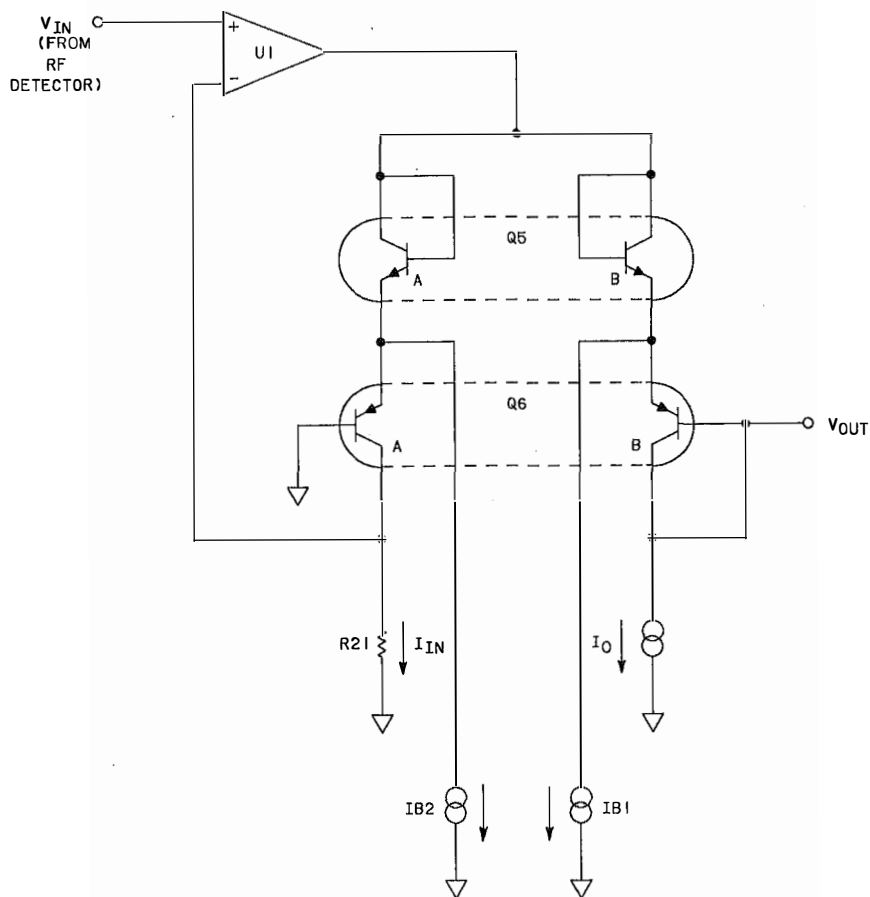 VIN
(FROM
RF
DETECTOR)
+
−
U1
Q5
A
B
Q6
A
B
VOUT
R21
IIN
IO
IB2
IB1